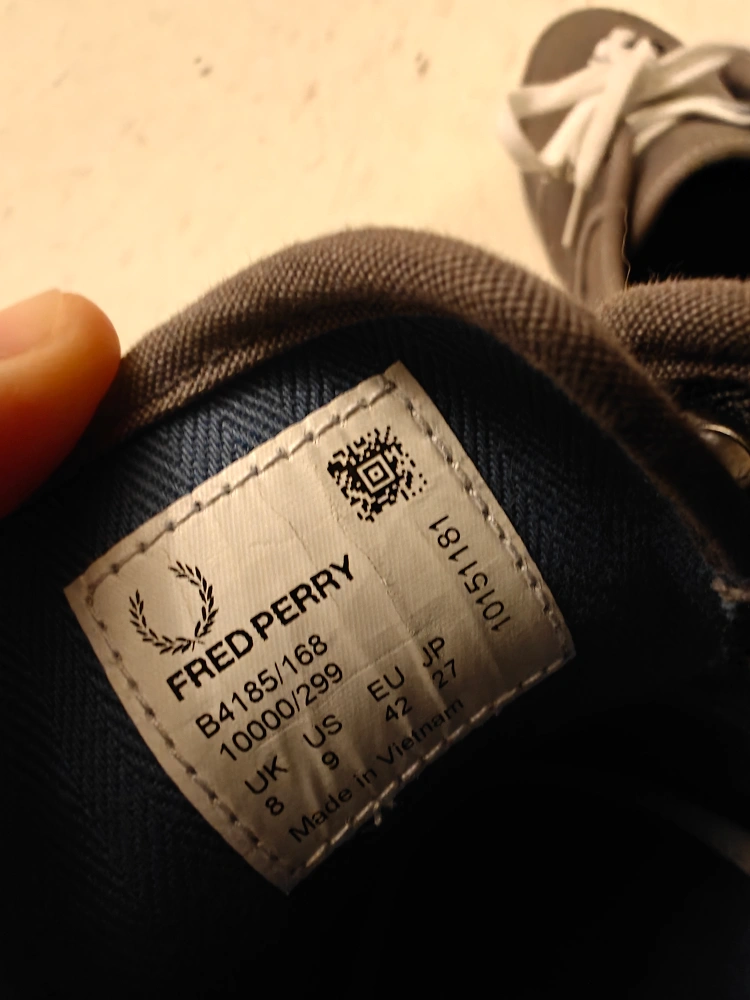 FRED PERRY
B4185/168
10000/299
UK US EU JP
8 9 42 27
Made in Vietnam
10151181